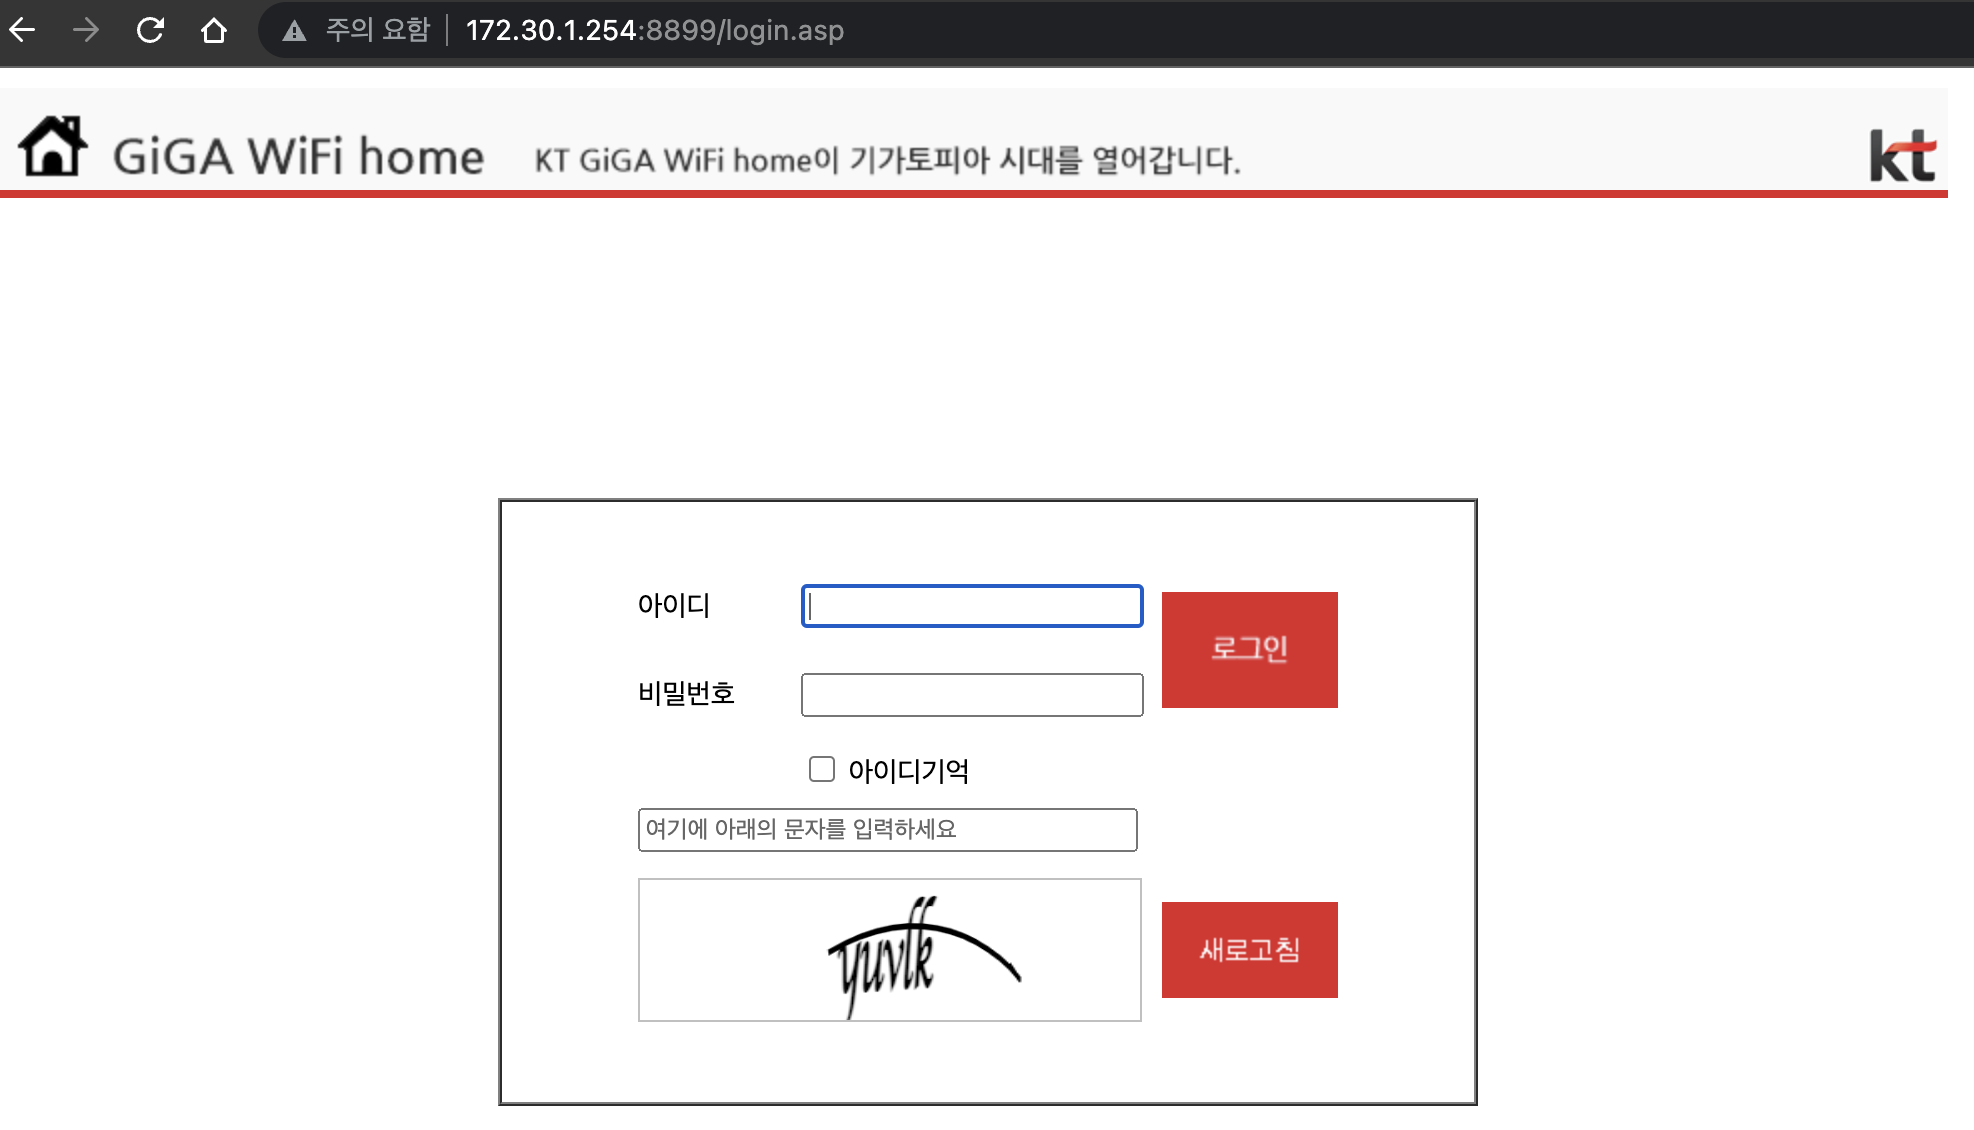 주의 요함 172.30.1.254:8899/login.asp
GiGA WiFi home KT GiGA WiFi home이 기가토피아 시대를 열어갑니다. kt
아이디
로그인
비밀번호
아이디기억
여기에 아래의 문자를 입력하세요
새로고침